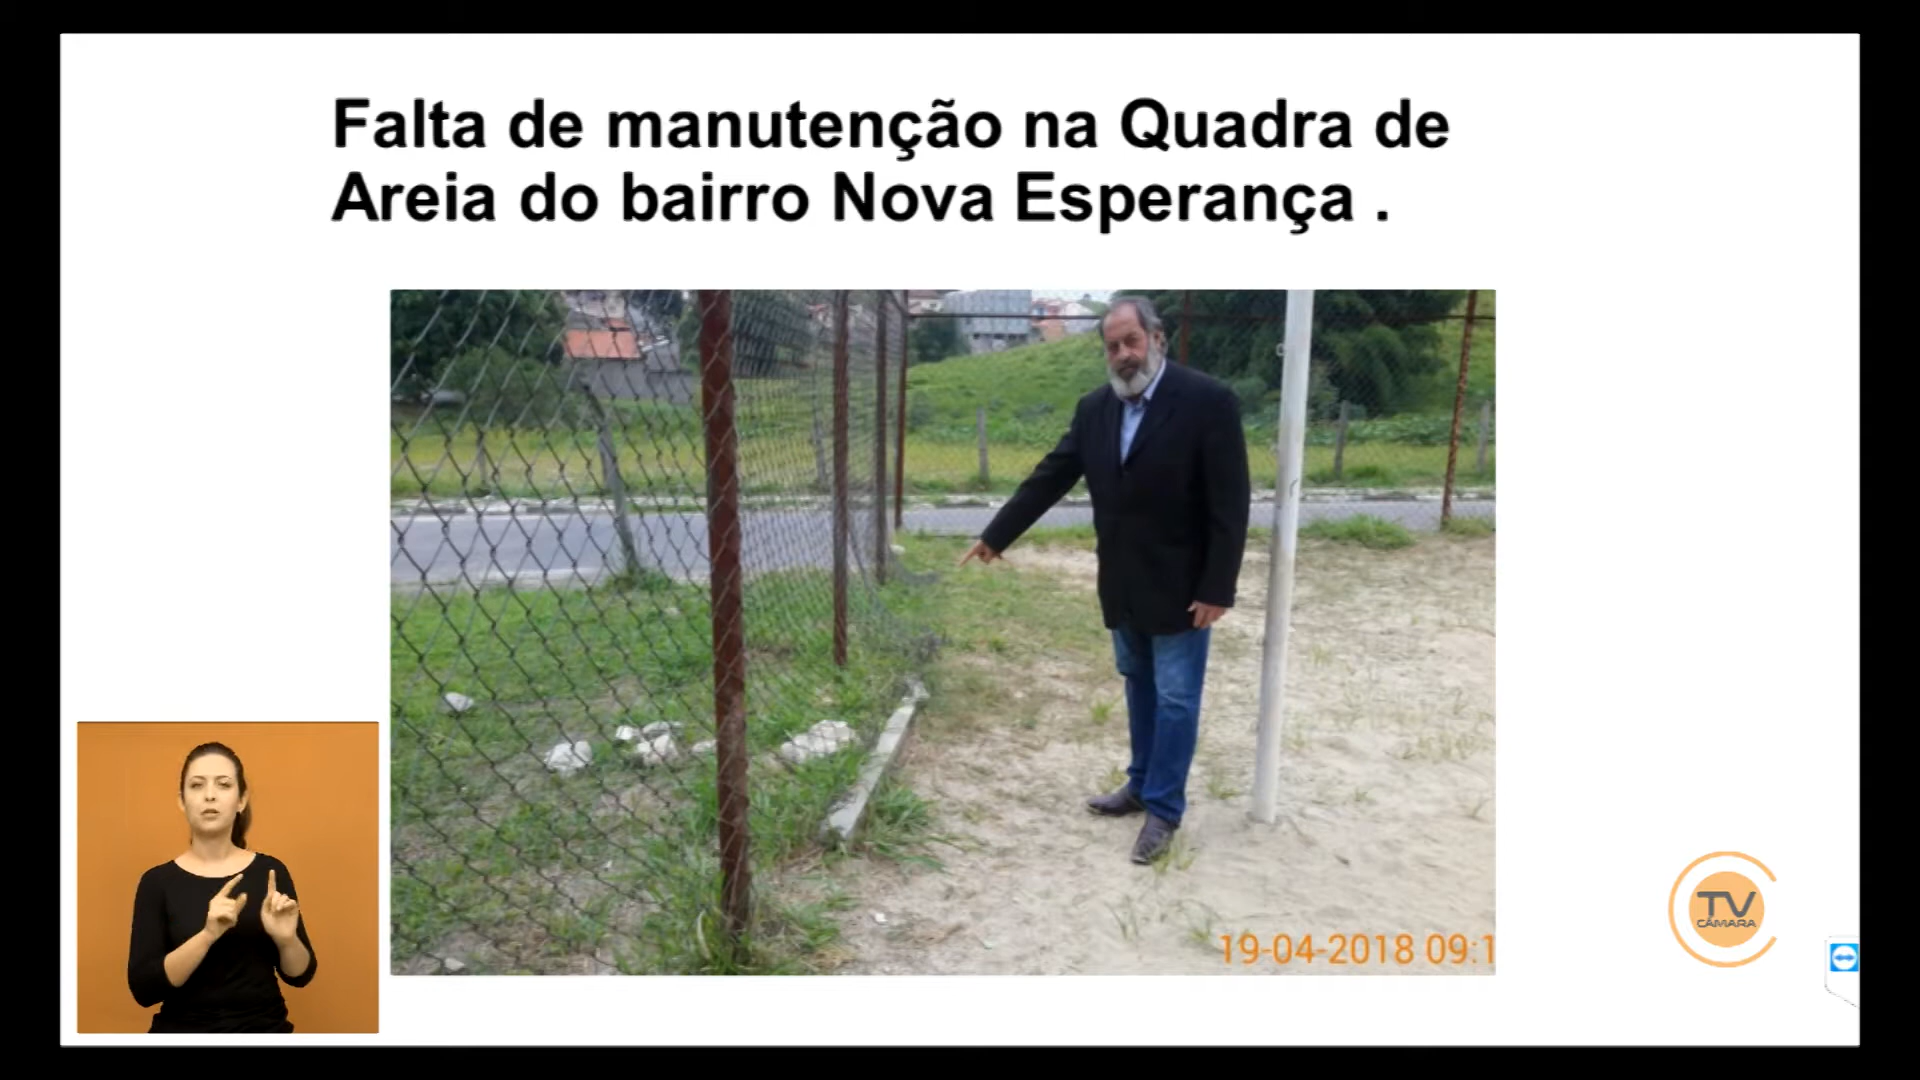 Falta de manutenção na Quadra de
Areia do bairro Nova Esperança .
19-04-2018 09:1
TV
CÂMARA